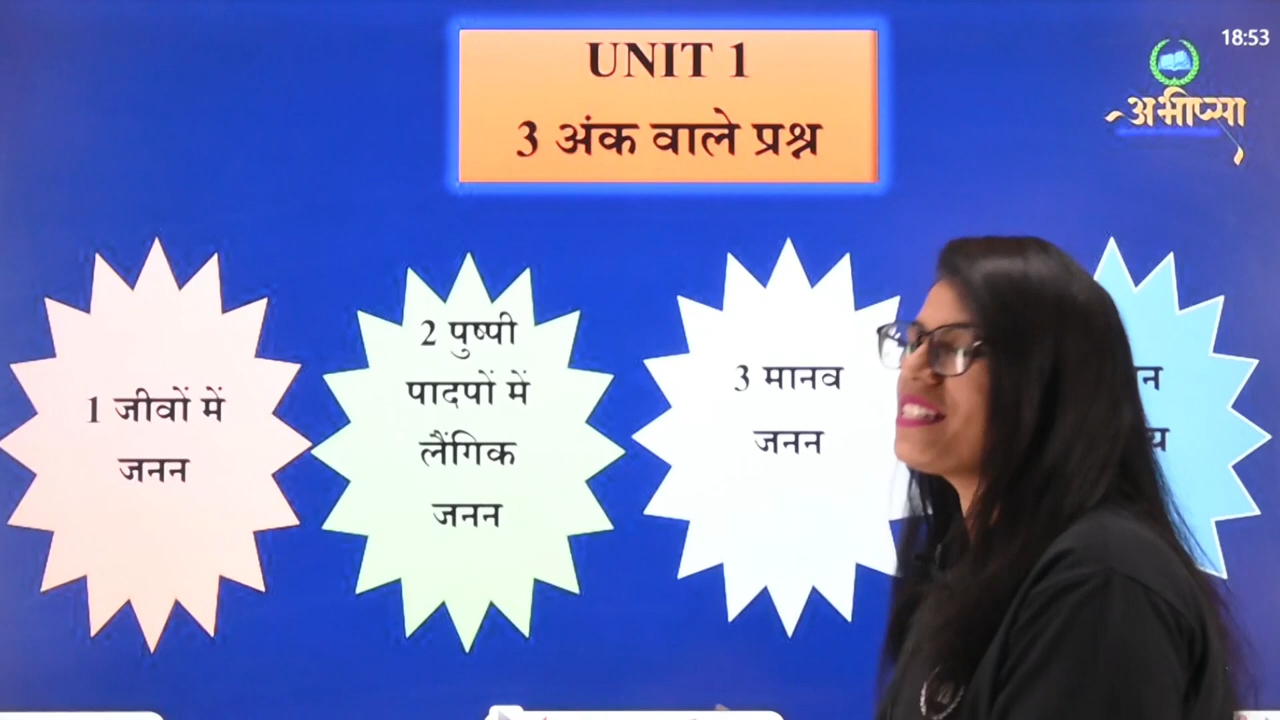 UNIT 1
3 अंक वाले प्रश्न
18:53
अभीप्सा
1 जीवों में
जनन
2 पुष्पी
पादपों में
लैंगिक
जनन
3 मानव
जनन